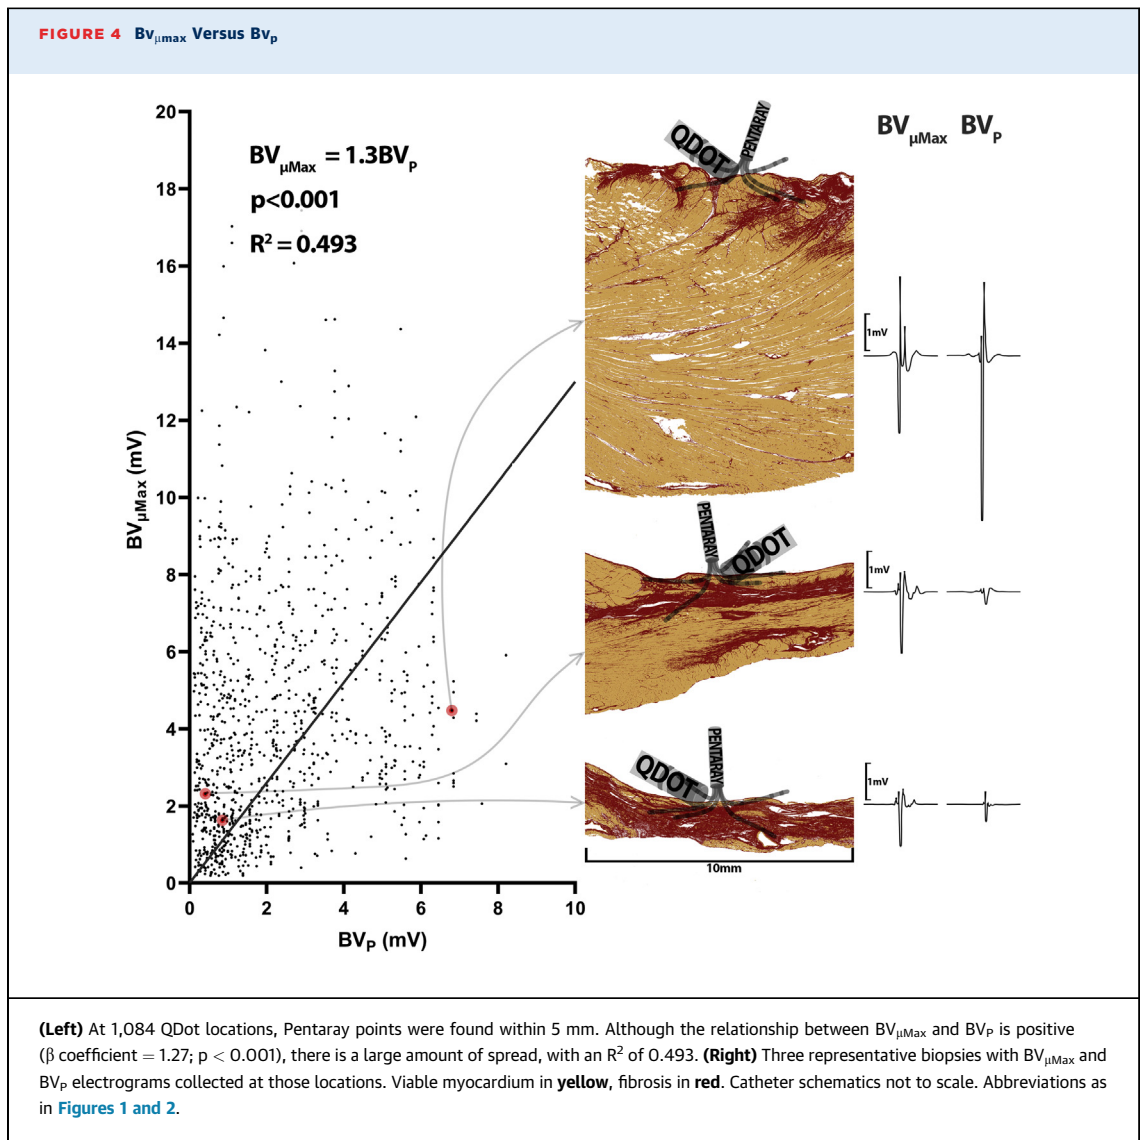 FIGURE 4 Bvμmax Versus Bvp
20
18
16
14
12
10
8
6
4
2
0
BVμMax (mV)
BVμMax = 1.3BVP
p<0.001
R² = 0.493
0 2 4 6 8 10
BVP (mV)
QDOT
PENTARAY
BVμMax BVP
1mV
PENTARAY
QDOT
1mV
QDOT
PENTARAY
1mV
10mm
(Left) At 1,084 QDot locations, Pentaray points were found within 5 mm. Although the relationship between BVμMax and BVP is positive
(β coefficient = 1.27; p < 0.001), there is a large amount of spread, with an R² of 0.493. (Right) Three representative biopsies with BVμMax and
BVP electrograms collected at those locations. Viable myocardium in yellow, fibrosis in red. Catheter schematics not to scale. Abbreviations as
in Figures 1 and 2.